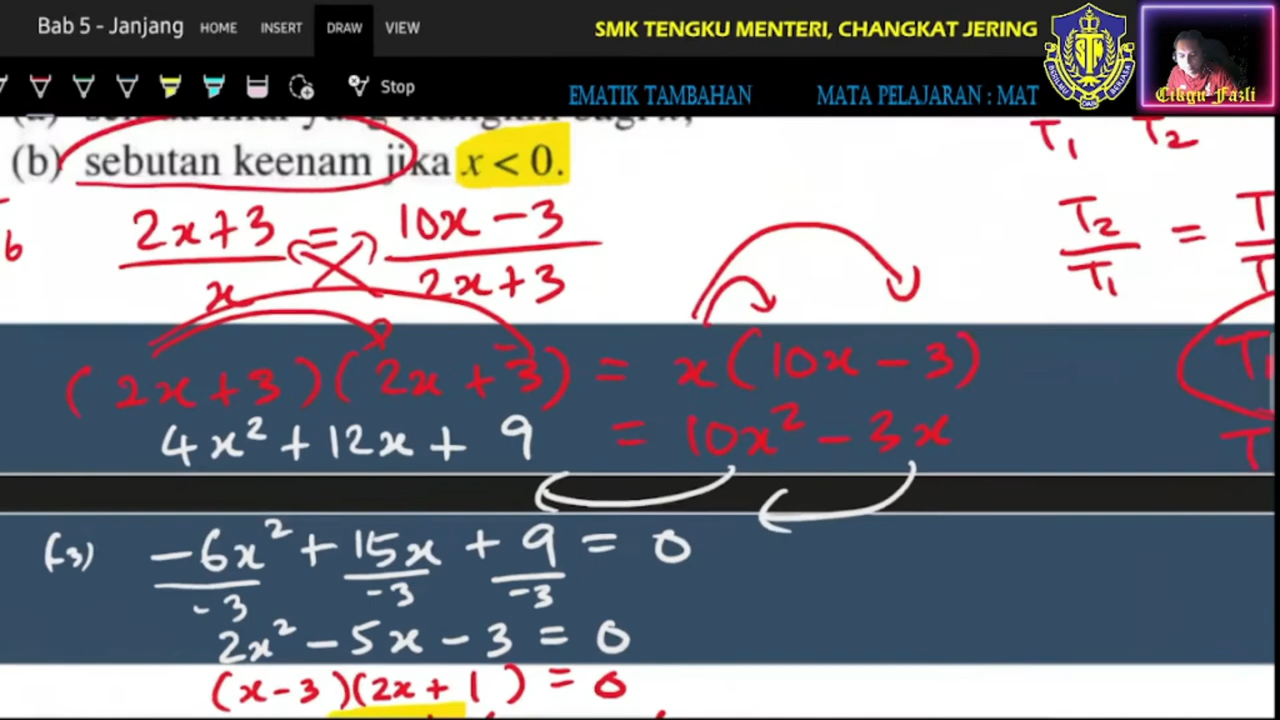 Bab 5 - Janjang HOME INSERT DRAW VIEW
SMK TENGKU MENTERI, CHANGKAT JERING
Stop
EMATIK TAMBAHAN MATA PELAJARAN : MAT
Cikgu Fazli
T₁ T₂
(b) sebutan keenam jika x < 0.
(2x+3)/x = (10x-3)/(2x+3)
T₂/T₁ = T/T
(2x+3)(2x+3) = x(10x-3)
4x²+12x+9 = 10x²-3x
(-3) -6x²/-3 + 15x/-3 + 9/-3 = 0
2x²-5x-3 = 0
(x-3)(2x+1) = 0